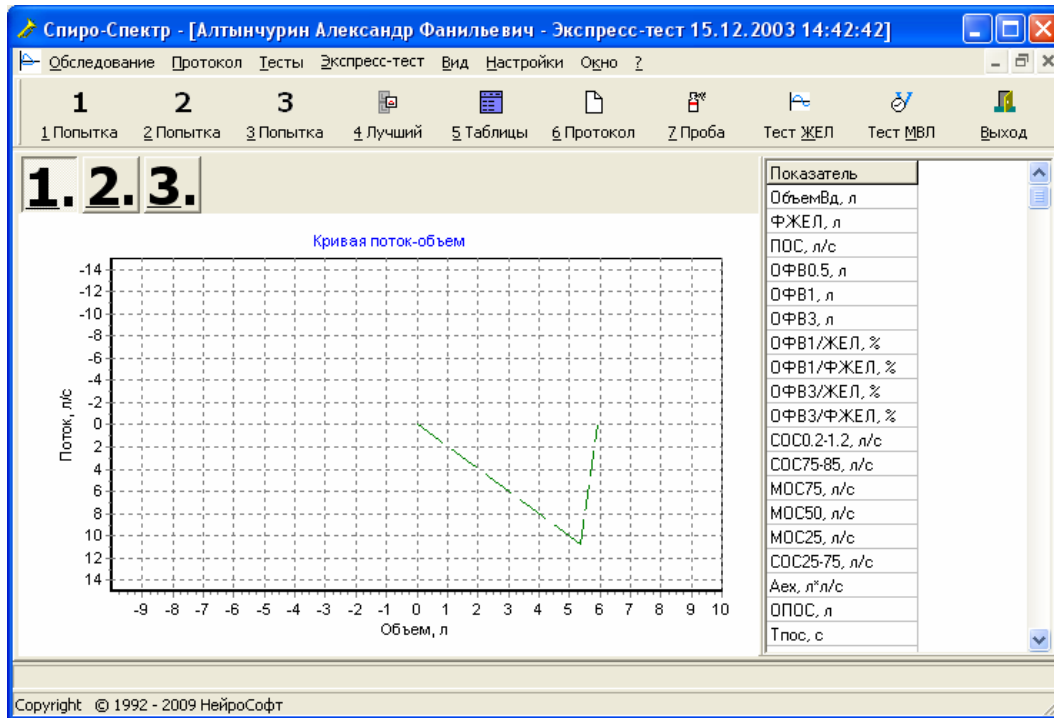 Спиро-Спектр - [Алтынчурин Александр Фанильевич - Экспресс-тест 15.12.2003 14:42:42]
Обследование Протокол Тесты Экспресс-тест Вид Настройки Окно ?
1 2 3
1 Попытка 2 Попытка 3 Попытка 4 Лучший 5 Таблицы 6 Протокол 7 Проба Тест ЖЕЛ Тест МВЛ Выход
1. 2. 3.
Кривая поток-объем
-14
-12
-10
-8
-6
-4
-2
0
2
4
6
8
10
12
14
Поток, л/с
-9 -8 -7 -6 -5 -4 -3 -2 -1 0 1 2 3 4 5 6 7 8 9 10
Объем, л
Показатель
ОбъемВд, л
ФЖЕЛ, л
ПОС, л/с
ОФВ0.5, л
ОФВ1, л
ОФВ3, л
ОФВ1/ЖЕЛ, %
ОФВ1/ФЖЕЛ, %
ОФВ3/ЖЕЛ, %
ОФВ3/ФЖЕЛ, %
СОС0.2-1.2, л/с
СОС75-85, л/с
МОС75, л/с
МОС50, л/с
МОС25, л/с
СОС25-75, л/с
Аех, л*л/с
ОПОС, л
Тпос, с
Copyright © 1992 - 2009 НейроСофт